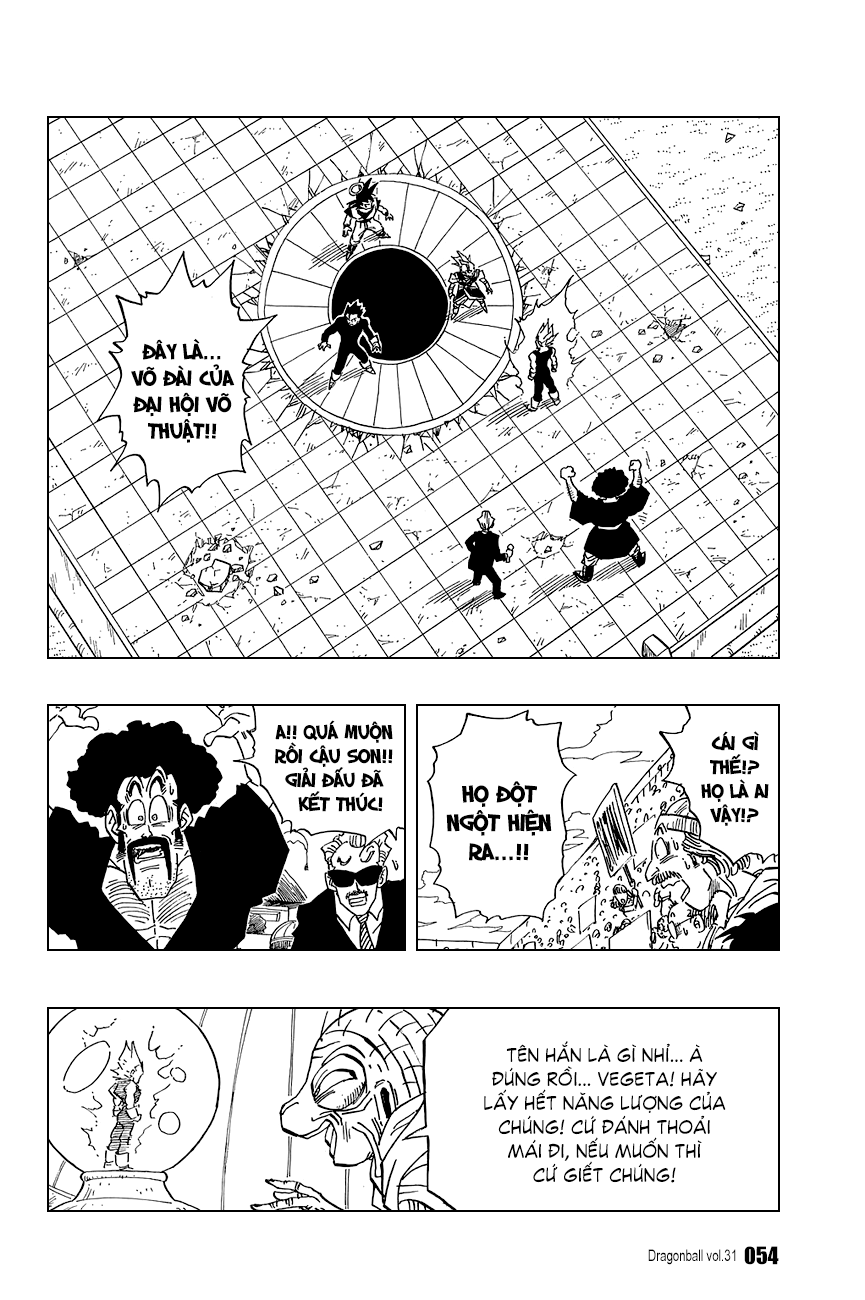 ĐÂY LÀ...
VÕ ĐÀI CỦA
ĐẠI HỘI VÕ
THUẬT!!
A!! QUÁ MUỘN
RỒI CẬU SON!!
GIẢI ĐẤU ĐÃ
KẾT THÚC!
CÁI GÌ
THẾ!?
HỌ LÀ AI
VẬY!?
HỌ ĐỘT
NGỘT HIỆN
RA...!!
TÊN HẮN LÀ GÌ NHỈ... À
ĐÚNG RỒI... VEGETA! HÃY
LẤY HẾT NĂNG LƯỢNG CỦA
CHÚNG! CỨ ĐÁNH THOẢI
MÁI ĐI, NẾU MUỐN THÌ
CỨ GIẾT CHÚNG!
Dragonball vol.31 054